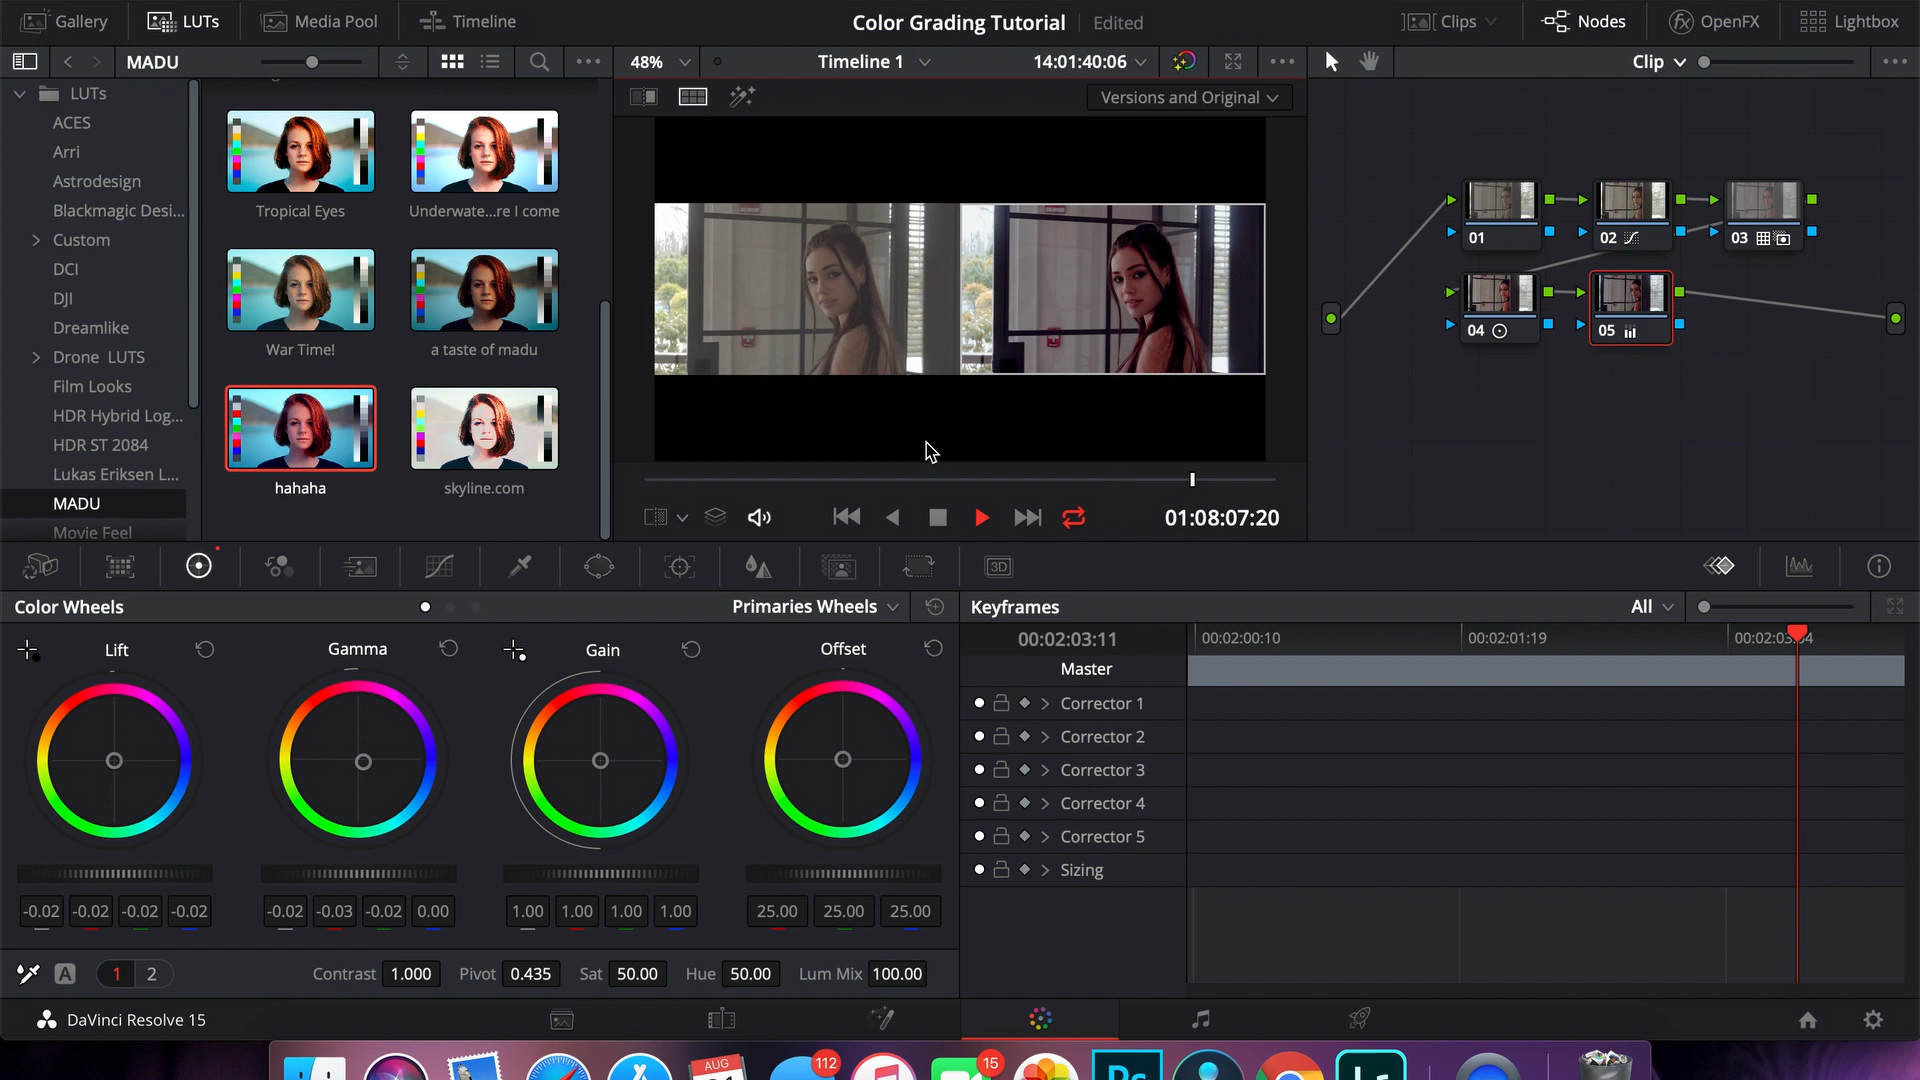 Gallery
LUTs
Media Pool
Timeline
Color Grading Tutorial
Edited
Clips
Nodes
OpenFX
Lightbox
MADU
48%
Timeline 1
14:01:40:06
Clip
Versions and Original
LUTs
ACES
Arri
Astrodesign
Blackmagic Desi...
Custom
DCI
DJI
Dreamlike
Drone LUTS
Film Looks
HDR Hybrid Log...
HDR ST 2084
Lukas Eriksen L...
MADU
Movie Feel
Tropical Eyes
Underwate...re I come
War Time!
a taste of madu
hahaha
skyline.com
01
02
03
04
05
01:08:07:20
3D
Color Wheels
Primaries Wheels
Keyframes
All
Lift
Gamma
Gain
Offset
00:02:03:11
00:02:00:10
00:02:01:19
Master
Corrector 1
Corrector 2
Corrector 3
Corrector 4
Corrector 5
Sizing
-0.02 -0.02 -0.02 -0.02
-0.02 -0.03 -0.02 0.00
1.00 1.00 1.00 1.00
25.00 25.00 25.00
A
1 2
Contrast 1.000
Pivot 0.435
Sat 50.00
Hue 50.00
Lum Mix 100.00
DaVinci Resolve 15
AUG
112
15
Ps